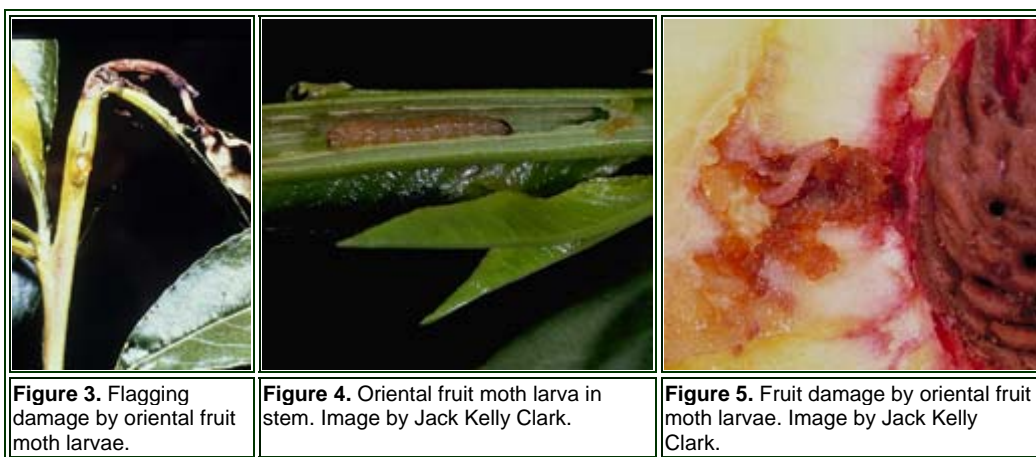 Figure 3. Flagging
damage by oriental fruit
moth larvae.
Figure 4. Oriental fruit moth larva in
stem. Image by Jack Kelly Clark.
Figure 5. Fruit damage by oriental fruit
moth larvae. Image by Jack Kelly
Clark.